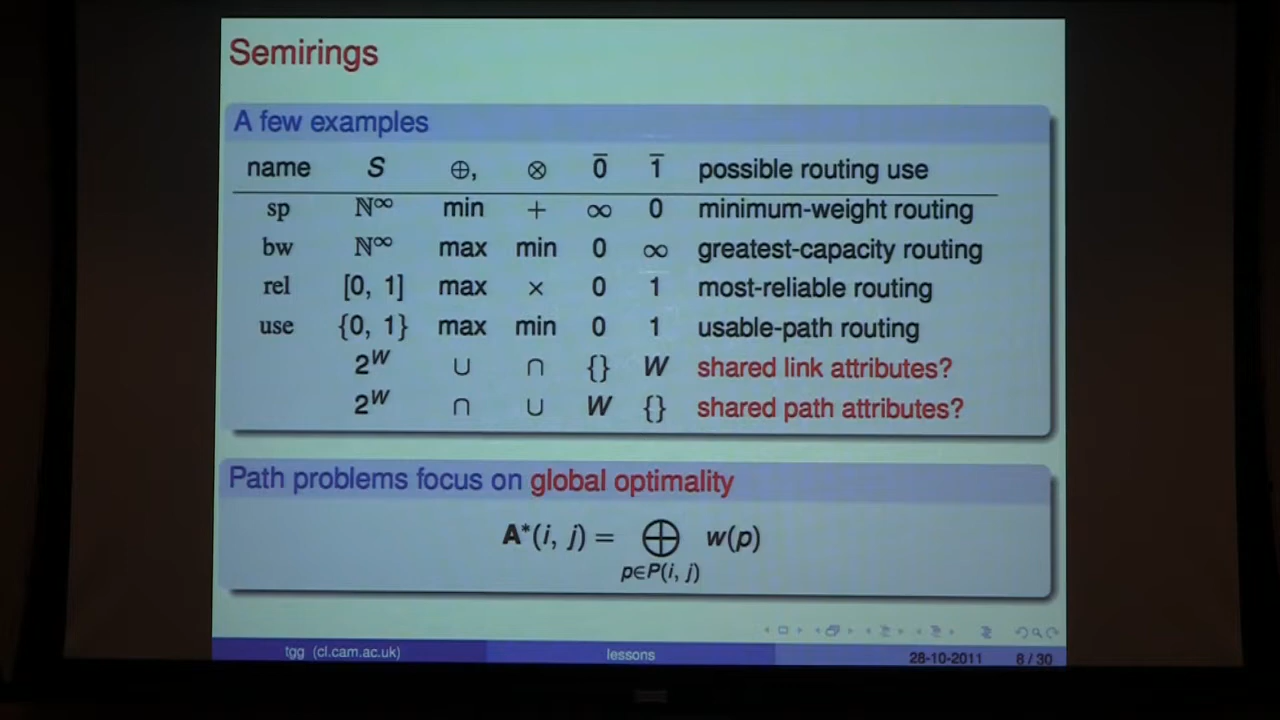 Semirings
A few examples
name S ⊕, ⊗ 0̄ 1̄ possible routing use
sp ℕ∞ min + ∞ 0 minimum-weight routing
bw ℕ∞ max min 0 ∞ greatest-capacity routing
rel [0, 1] max × 0 1 most-reliable routing
use {0, 1} max min 0 1 usable-path routing
2^W ∪ ∩ {} W shared link attributes?
2^W ∩ ∪ W {} shared path attributes?
Path problems focus on global optimality
A*(i, j) = ⊕ w(p)
p∈P(i, j)
tgg (cl.cam.ac.uk) lessons 28-10-2011 8 / 30